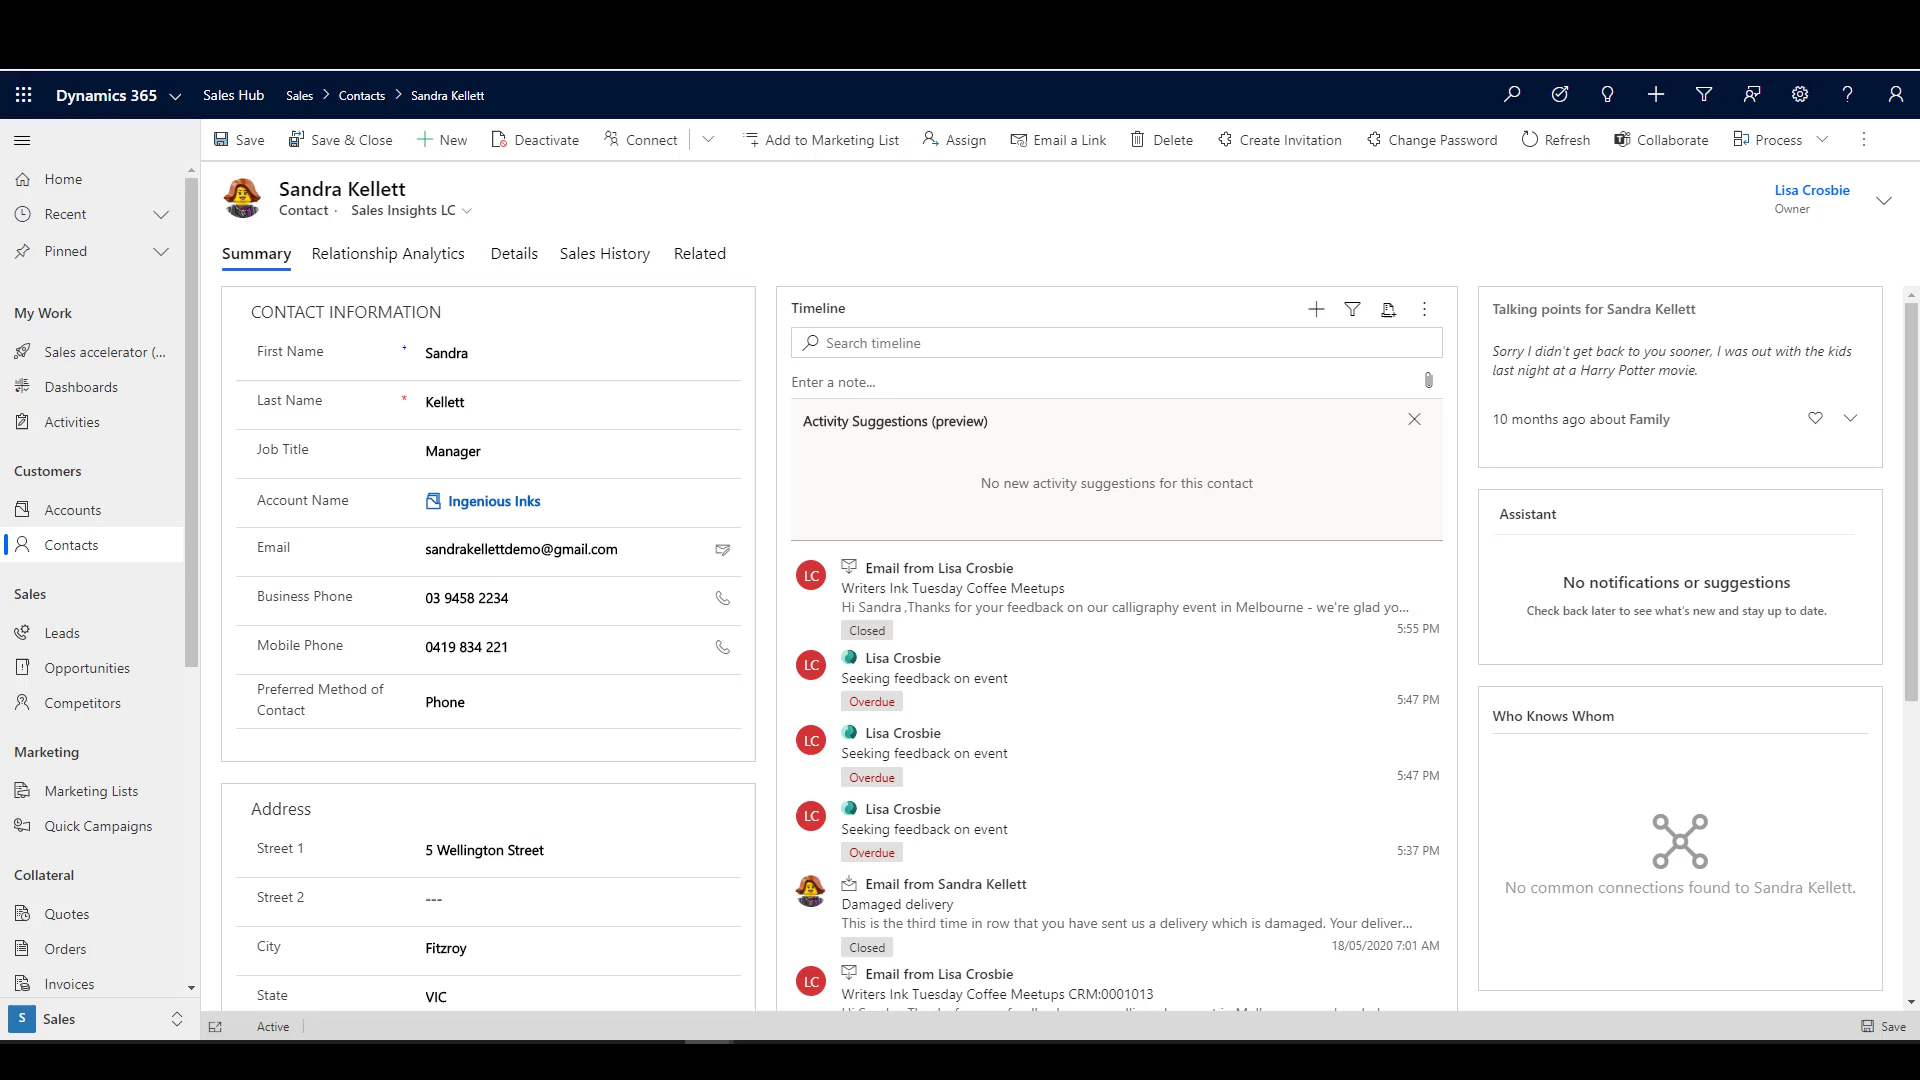 Dynamics 365
Sales Hub
Sales > Contacts > Sandra Kellett
Save
Save & Close
New
Deactivate
Connect
Add to Marketing List
Assign
Email a Link
Delete
Create Invitation
Change Password
Refresh
Collaborate
Process
Home
Recent
Pinned
My Work
Sales accelerator (...
Dashboards
Activities
Customers
Accounts
Contacts
Sales
Leads
Opportunities
Competitors
Marketing
Marketing Lists
Quick Campaigns
Collateral
Quotes
Orders
Invoices
S
Sales
Sandra Kellett
Contact · Sales Insights LC
Lisa Crosbie
Owner
Summary
Relationship Analytics
Details
Sales History
Related
CONTACT INFORMATION
First Name + Sandra
Last Name * Kellett
Job Title Manager
Account Name Ingenious Inks
Email sandrakellettdemo@gmail.com
Business Phone 03 9458 2234
Mobile Phone 0419 834 221
Preferred Method of
Contact
Phone
Address
Street 1 5 Wellington Street
Street 2 ---
City Fitzroy
State VIC
Timeline
Search timeline
Enter a note...
Activity Suggestions (preview)
No new activity suggestions for this contact
LC
Email from Lisa Crosbie
Writers Ink Tuesday Coffee Meetups
Hi Sandra ,Thanks for your feedback on our calligraphy event in Melbourne - we're glad yo...
Closed
5:55 PM
LC
Lisa Crosbie
Seeking feedback on event
Overdue
5:47 PM
LC
Lisa Crosbie
Seeking feedback on event
Overdue
5:47 PM
LC
Lisa Crosbie
Seeking feedback on event
Overdue
5:37 PM
Email from Sandra Kellett
Damaged delivery
This is the third time in row that you have sent us a delivery which is damaged. Your deliver...
Closed
18/05/2020 7:01 AM
LC
Email from Lisa Crosbie
Writers Ink Tuesday Coffee Meetups CRM:0001013
Talking points for Sandra Kellett
Sorry I didn't get back to you sooner, I was out with the kids
last night at a Harry Potter movie.
10 months ago about Family
Assistant
No notifications or suggestions
Check back later to see what's new and stay up to date.
Who Knows Whom
No common connections found to Sandra Kellett.
Active
Save